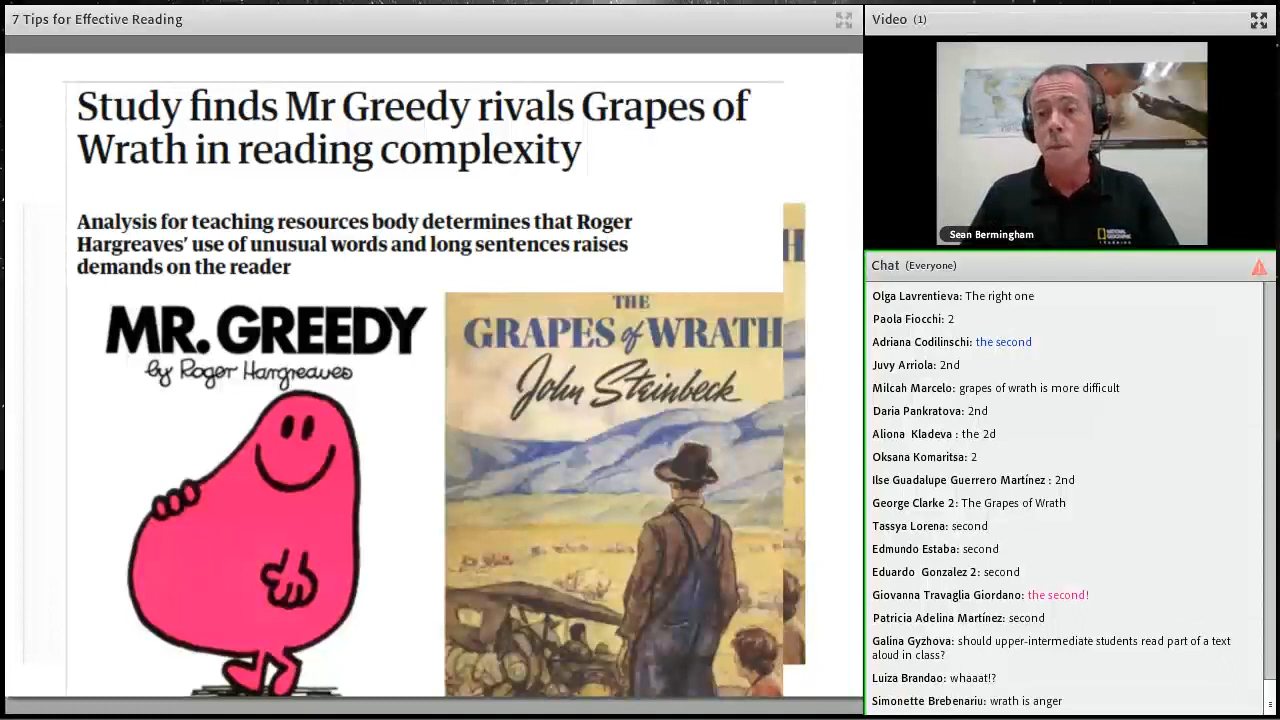 7 Tips for Effective Reading
Study finds Mr Greedy rivals Grapes of
Wrath in reading complexity
Analysis for teaching resources body determines that Roger
Hargreaves' use of unusual words and long sentences raises
demands on the reader
MR. GREEDY
by Roger Hargreaves
THE
GRAPES of WRATH
John Steinbeck
H
Video (1)
NATIONAL
GEOGRAPHIC
LEARNING
Sean Bermingham
Chat (Everyone)
Olga Lavrentieva: The right one
Paola Fiocchi: 2
Adriana Codilinschi: the second
Juvy Arriola: 2nd
Milcah Marcelo: grapes of wrath is more difficult
Daria Pankratova: 2nd
Aliona Kladeva : the 2d
Oksana Komaritsa: 2
Ilse Guadalupe Guerrero Martínez : 2nd
George Clarke 2: The Grapes of Wrath
Tassya Lorena: second
Edmundo Estaba: second
Eduardo Gonzalez 2: second
Giovanna Travaglia Giordano: the second!
Patricia Adelina Martínez: second
Galina Gyzhova: should upper-intermediate students read part of a text
aloud in class?
Luiza Brandao: whaaat!?
Simonette Brebenariu: wrath is anger